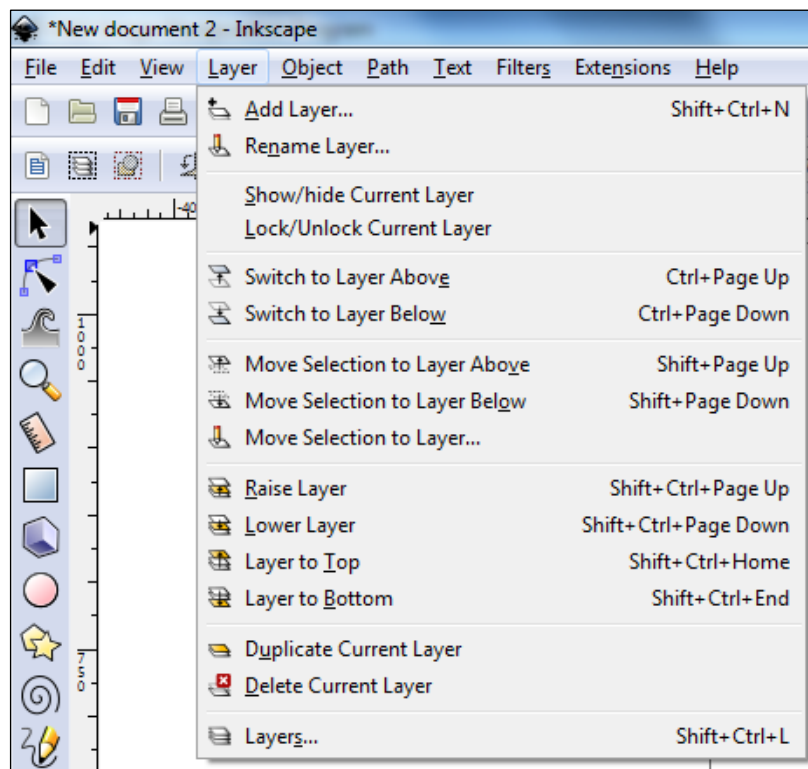 *New document 2 - Inkscape
File Edit View Layer Object Path Text Filters Extensions Help
Add Layer... Shift+Ctrl+N
Rename Layer...
Show/hide Current Layer
Lock/Unlock Current Layer
Switch to Layer Above Ctrl+Page Up
Switch to Layer Below Ctrl+Page Down
Move Selection to Layer Above Shift+Page Up
Move Selection to Layer Below Shift+Page Down
Move Selection to Layer...
Raise Layer Shift+Ctrl+Page Up
Lower Layer Shift+Ctrl+Page Down
Layer to Top Shift+Ctrl+Home
Layer to Bottom Shift+Ctrl+End
Duplicate Current Layer
Delete Current Layer
Layers... Shift+Ctrl+L
1000
750